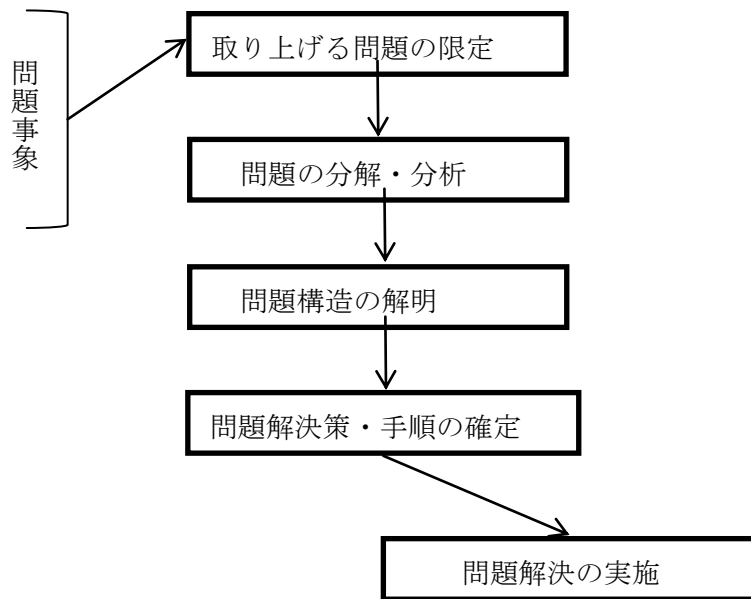 問題事象
取り上げる問題の限定
問題の分解・分析
問題構造の解明
問題解決策・手順の確定
問題解決の実施